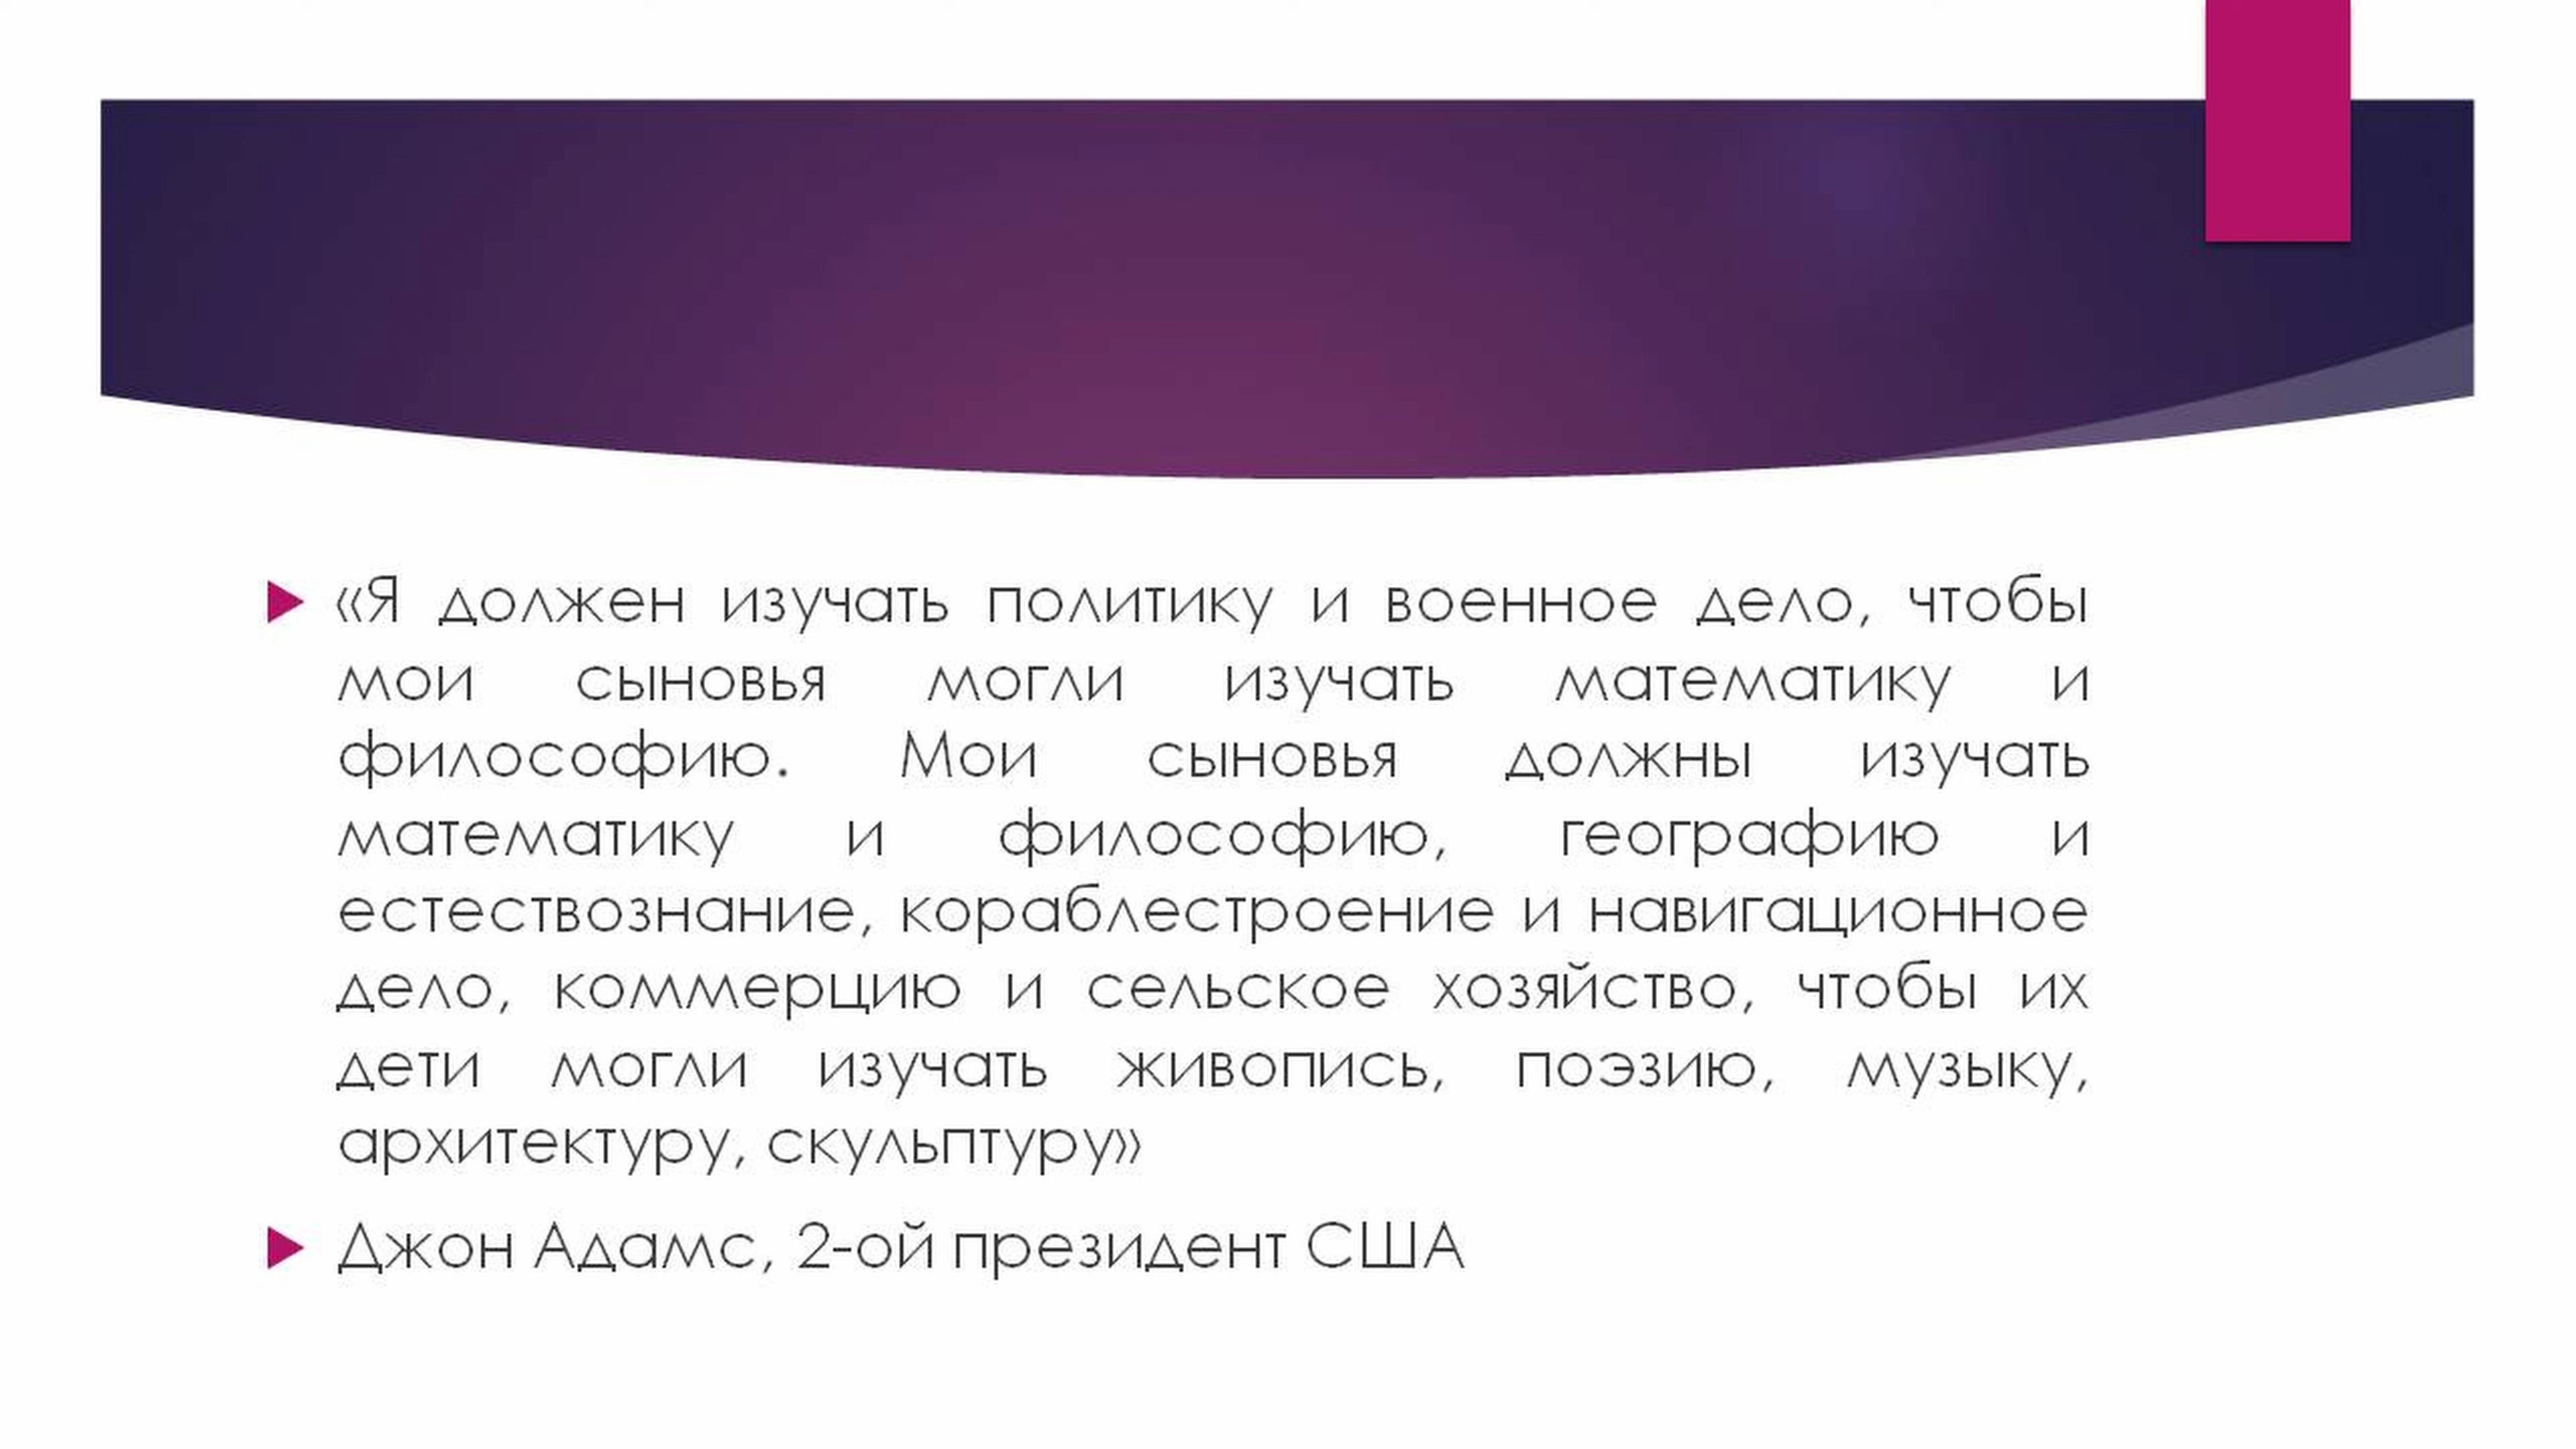 «Я должен изучать политику и военное дело, чтобы
мои сыновья могли изучать математику и
философию. Мои сыновья должны изучать
математику и философию, географию и
естествознание, кораблестроение и навигационное
дело, коммерцию и сельское хозяйство, чтобы их
дети могли изучать живопись, поэзию, музыку,
архитектуру, скульптуру»
Джон Адамс, 2-ой президент США